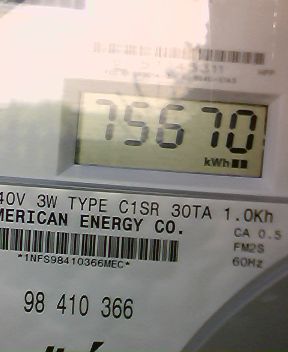 75670
kWh
40V 3W TYPE C1SR 30TA 1.0Kh
MERICAN ENERGY CO.
CA 0.5
FM2S
60Hz
*1NFS98410366MEC*
98 410 366